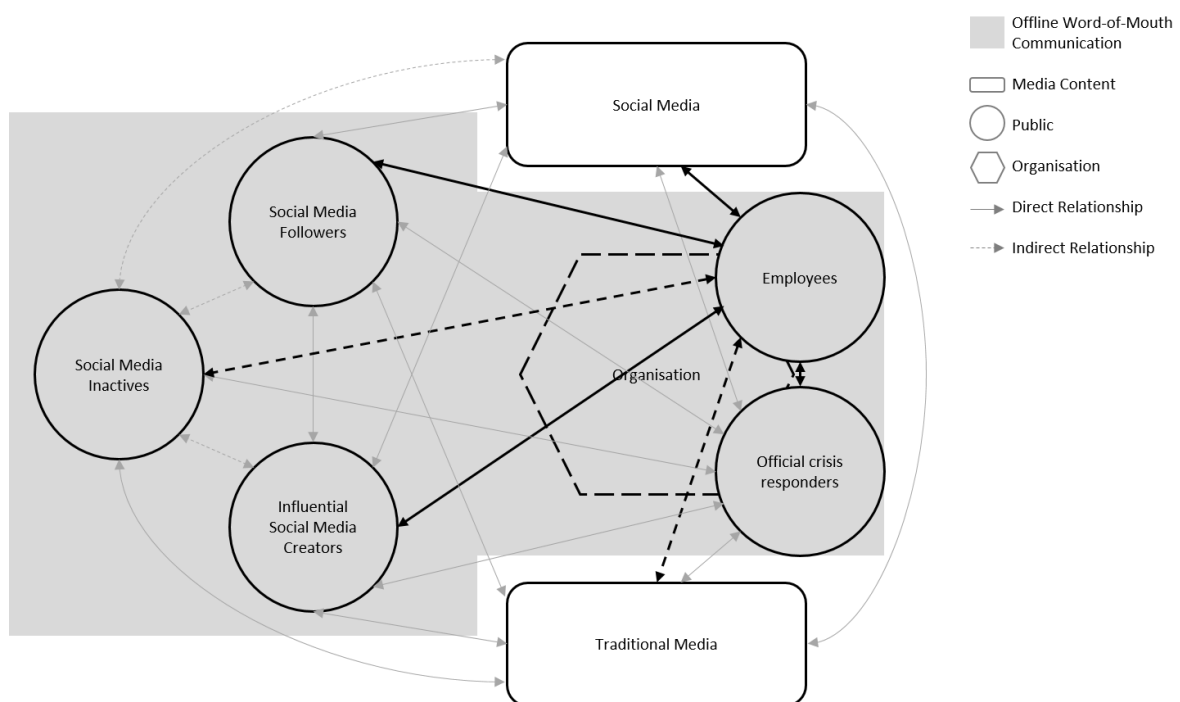 Offline Word-of-Mouth
Communication
Media Content
Public
Organisation
Direct Relationship
Indirect Relationship
Social Media
Social Media
Followers
Employees
Social Media
Inactives
Organisation
Official crisis
responders
Influential
Social Media
Creators
Traditional Media